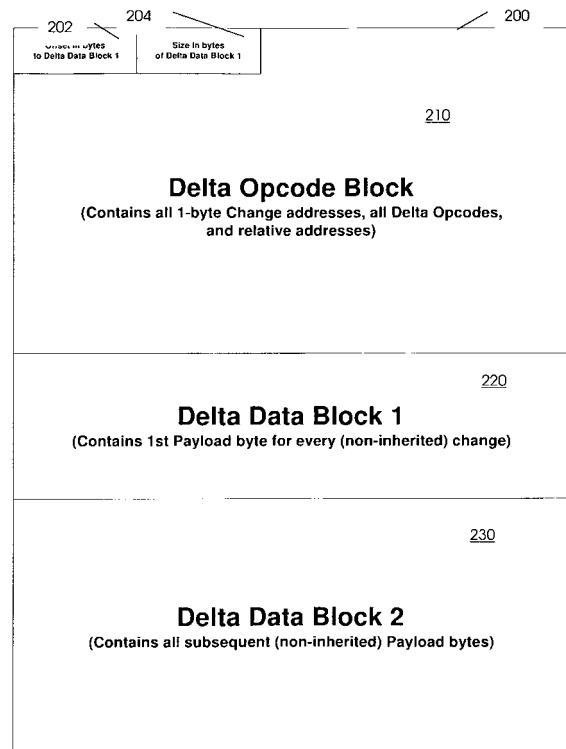 202 204 200
Offset in bytes
to Delta Data Block 1
Size in bytes
of Delta Data Block 1
210
Delta Opcode Block
(Contains all 1-byte Change addresses, all Delta Opcodes,
and relative addresses)
220
Delta Data Block 1
(Contains 1st Payload byte for every (non-inherited) change)
230
Delta Data Block 2
(Contains all subsequent (non-inherited) Payload bytes)